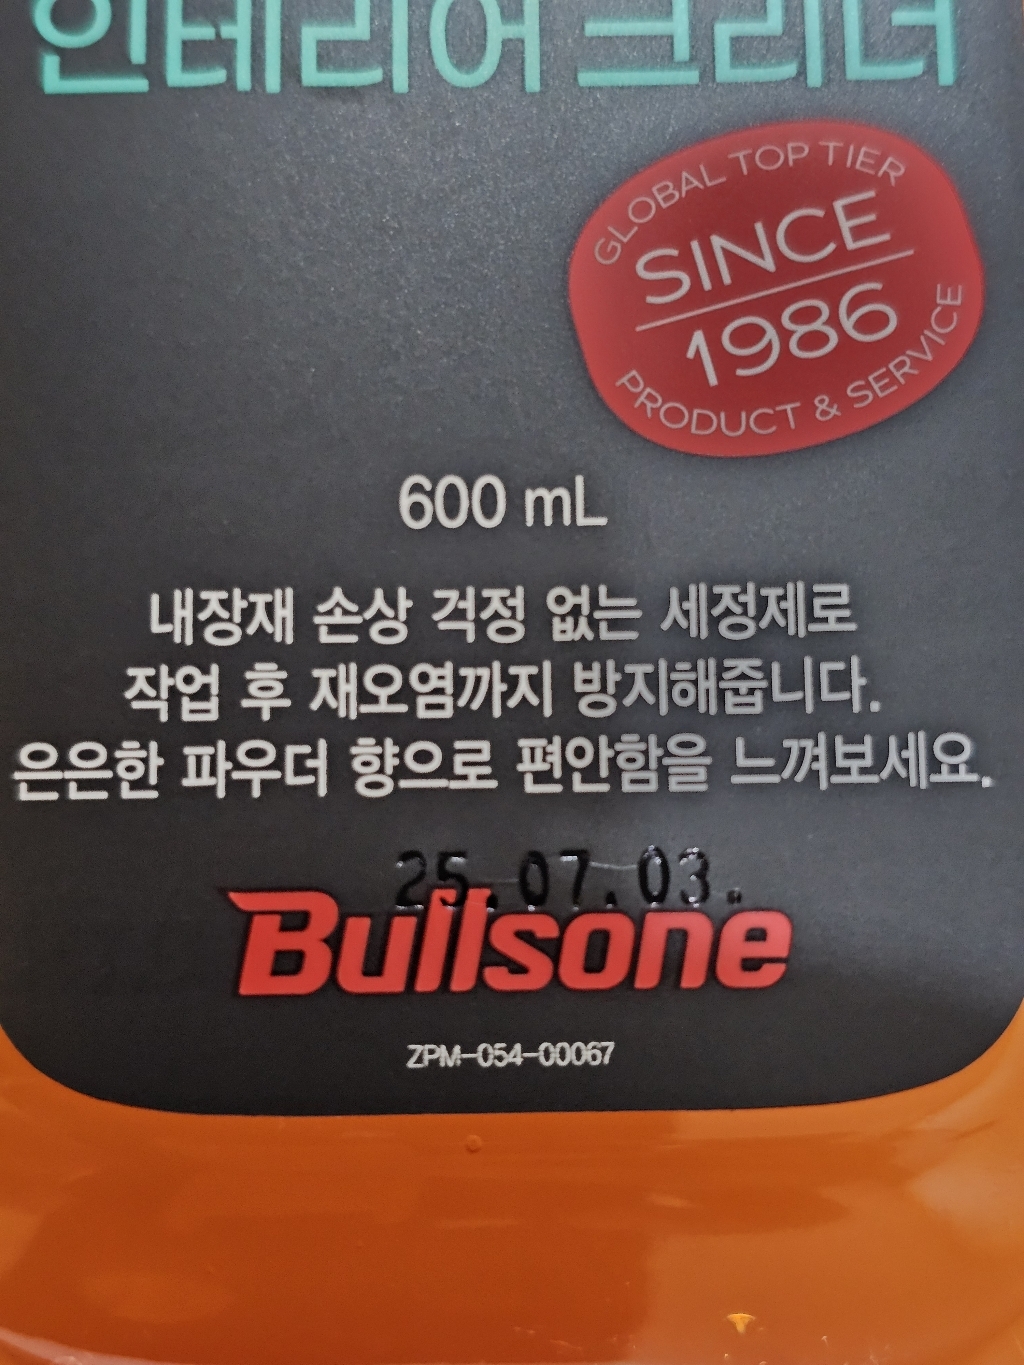 인테리어 크리너
GLOBAL TOP TIER
SINCE
1986
PRODUCT & SERVICE
600 mL
내장재 손상 걱정 없는 세정제로
작업 후 재오염까지 방지해줍니다.
은은한 파우더 향으로 편안함을 느껴보세요.
25.07.03.
Bullsone
ZPM-054-00067